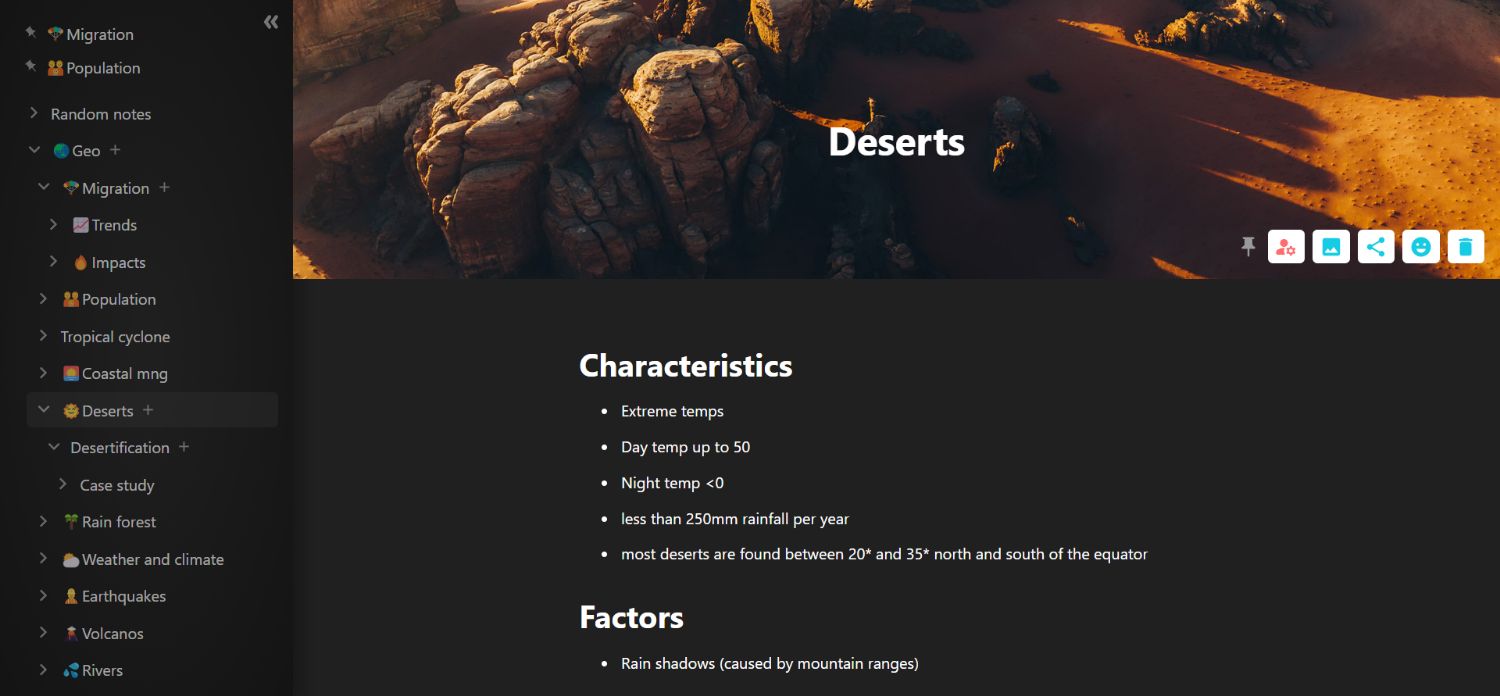 Migration
Population
Random notes
Geo +
Migration +
Trends
Impacts
Population
Tropical cyclone
Coastal mng
Deserts +
Desertification +
Case study
Rain forest
Weather and climate
Earthquakes
Volcanos
Rivers
Deserts
Characteristics
• Extreme temps
• Day temp up to 50
• Night temp <0
• less than 250mm rainfall per year
• most deserts are found between 20* and 35* north and south of the equator
Factors
• Rain shadows (caused by mountain ranges)